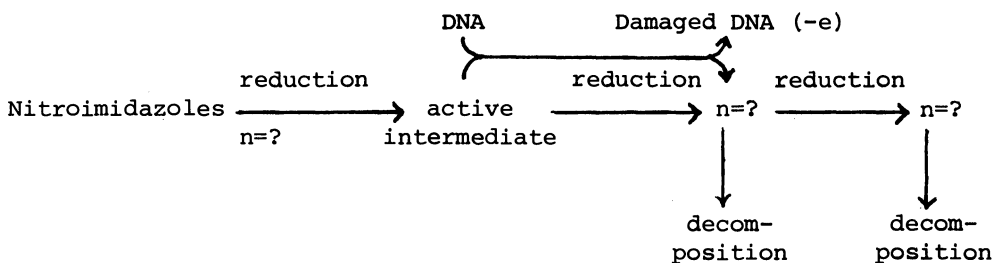 DNA Damaged DNA (-e)
reduction reduction reduction
Nitroimidazoles active n=? n=?
n=? intermediate
decom- decom-
position position